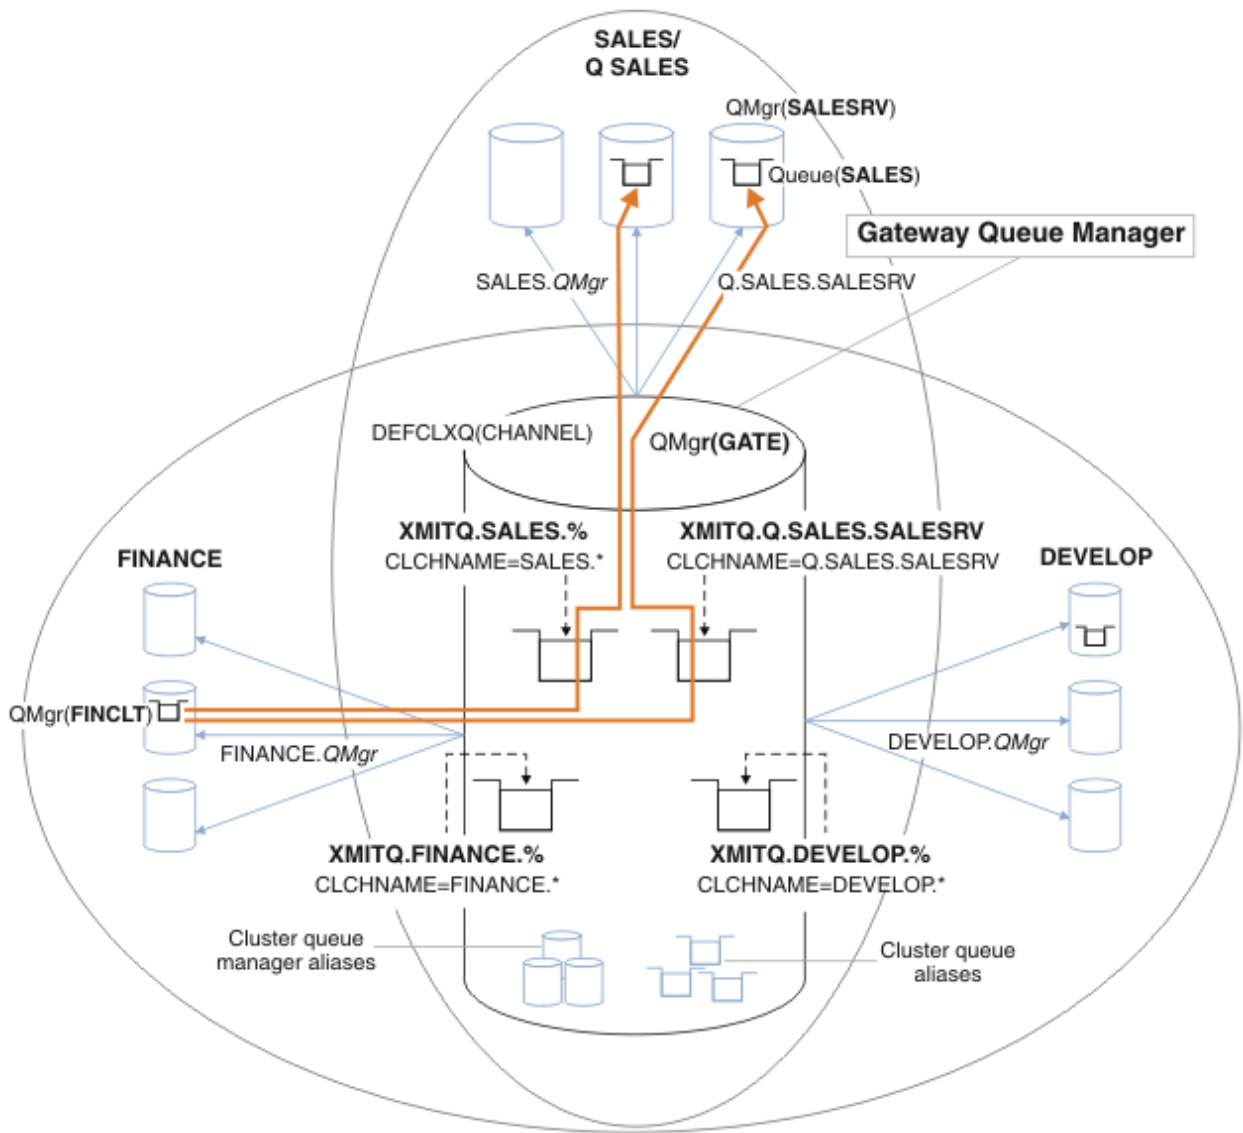 SALES/
Q SALES
QMgr(SALESRV)
Queue(SALES)
Gateway Queue Manager
SALES.QMgr
Q.SALES.SALESRV
DEFCLXQ(CHANNEL)
QMgr(GATE)
XMITQ.SALES.%
CLCHNAME=SALES.*
XMITQ.Q.SALES.SALESRV
CLCHNAME=Q.SALES.SALESRV
FINANCE
DEVELOP
QMgr(FINCLT)
FINANCE.QMgr
DEVELOP.QMgr
XMITQ.FINANCE.%
CLCHNAME=FINANCE.*
XMITQ.DEVELOP.%
CLCHNAME=DEVELOP.*
Cluster queue
manager aliases
Cluster queue
aliases